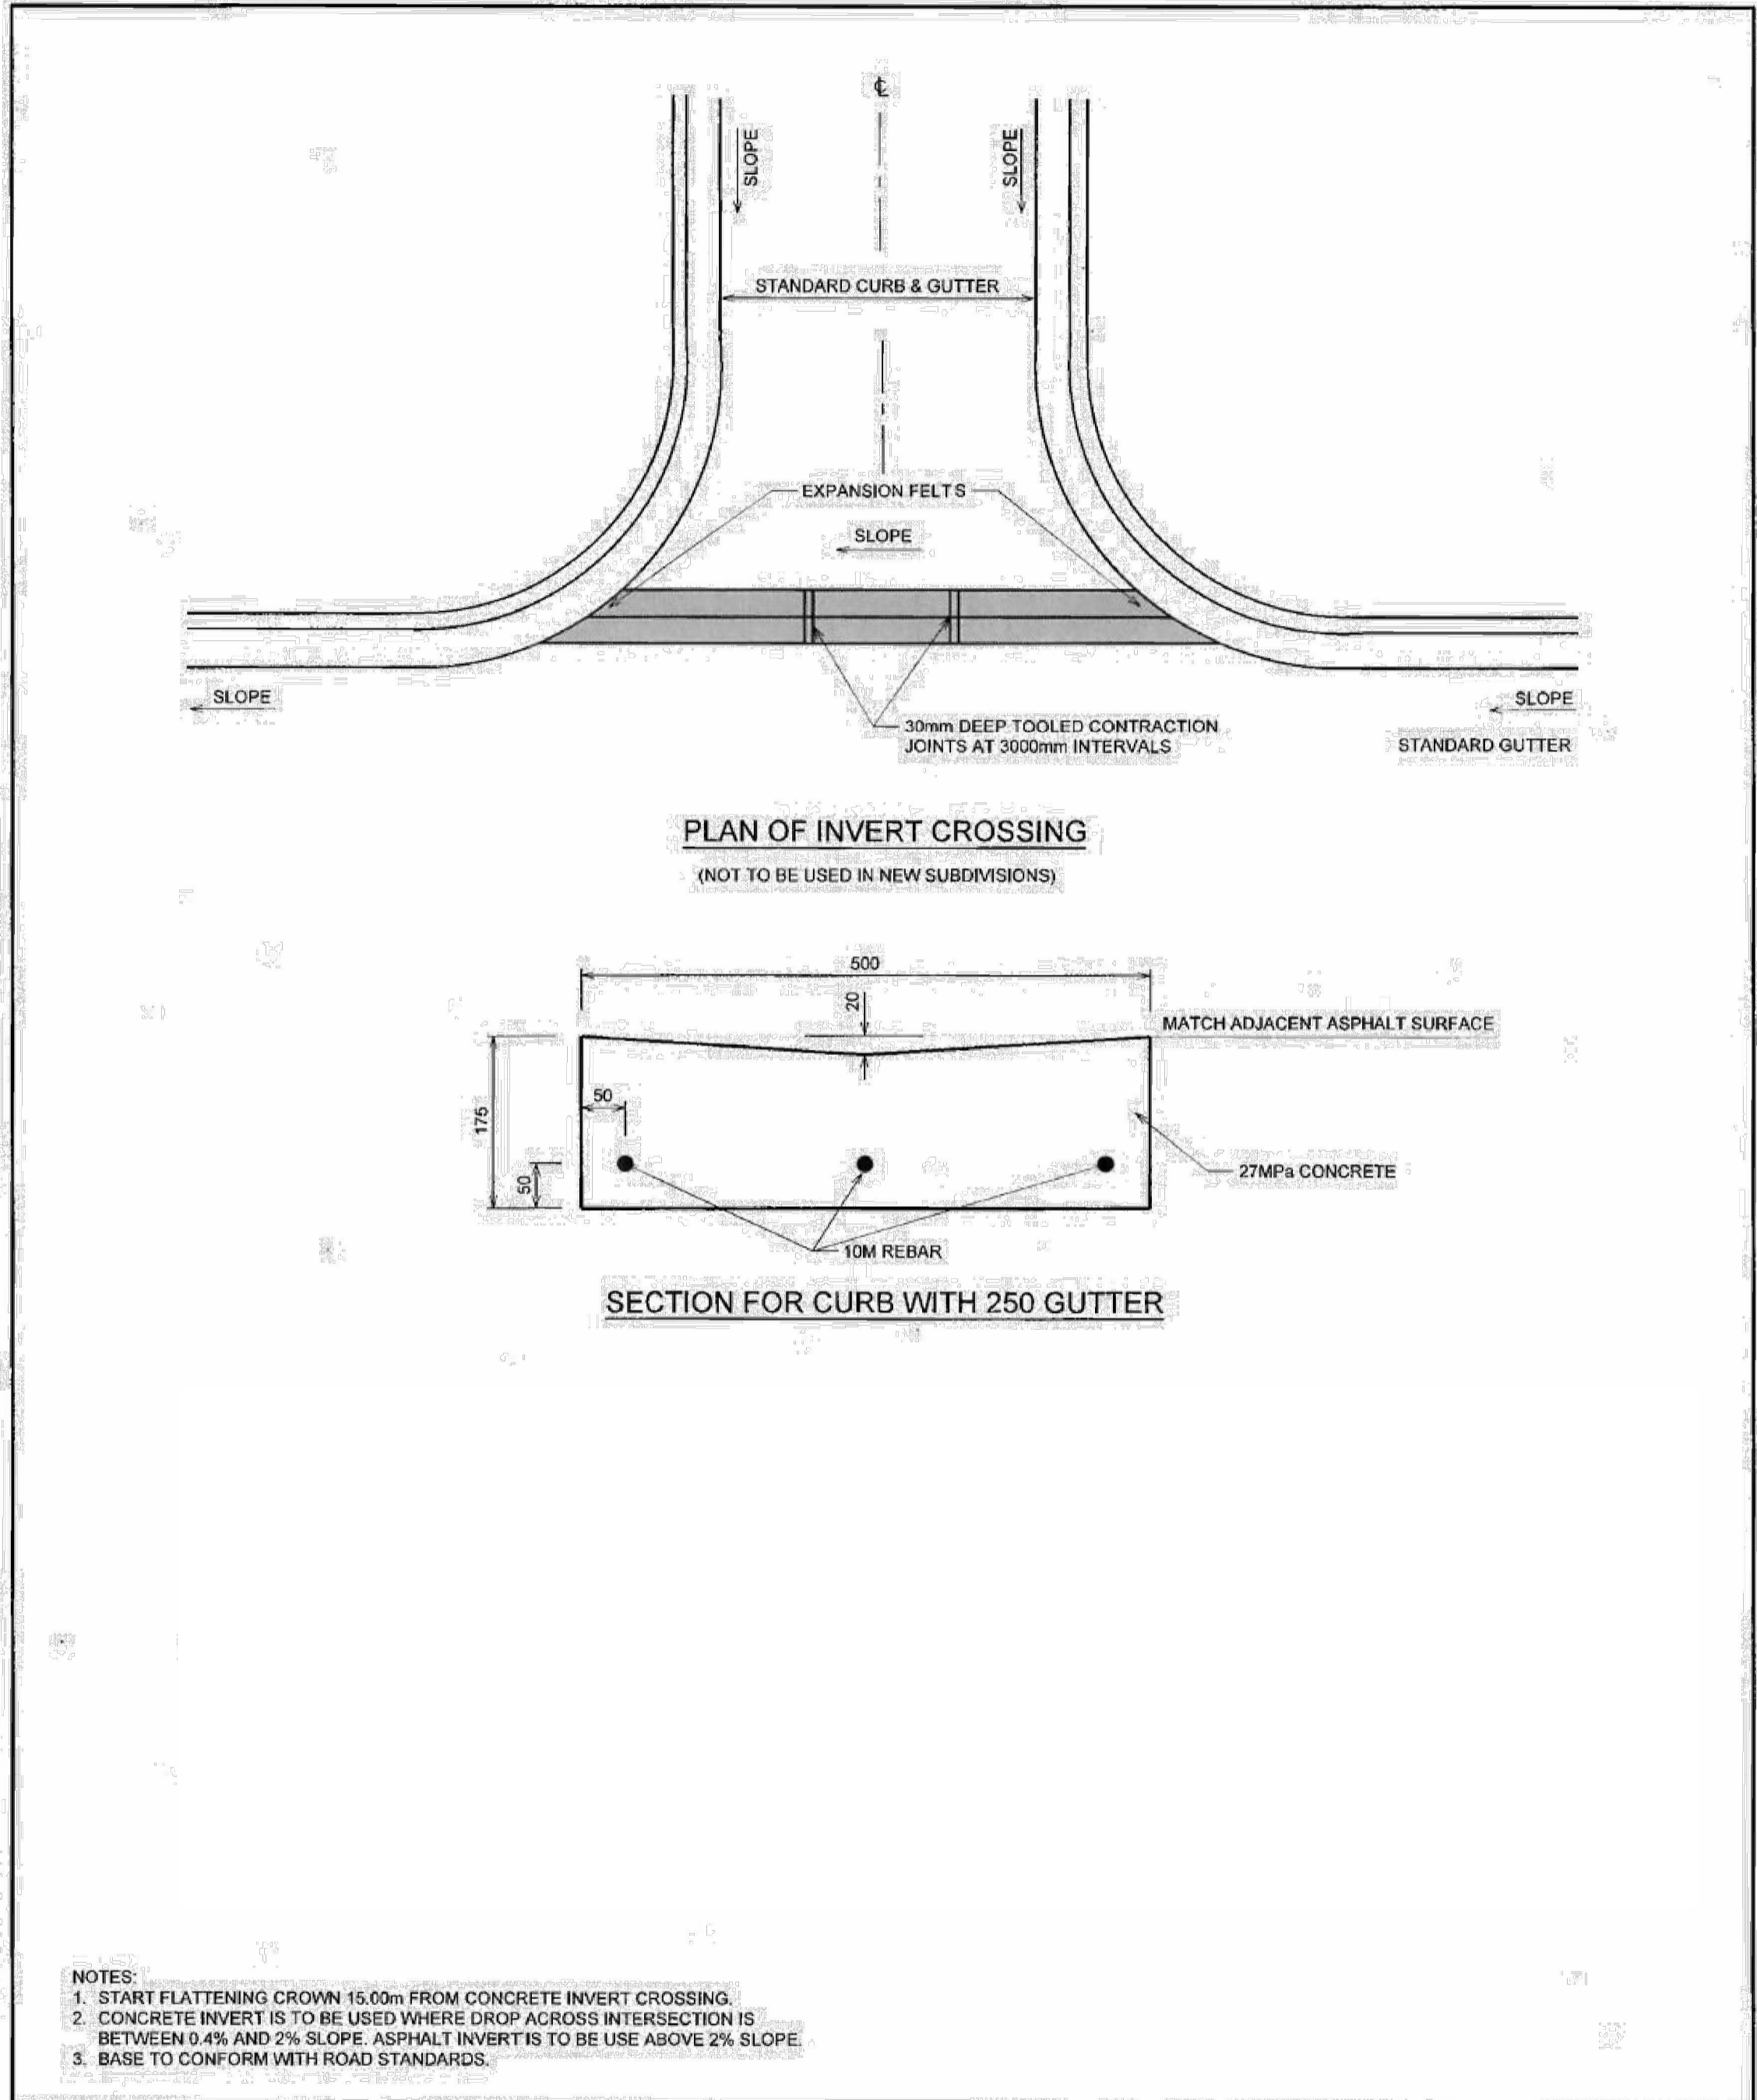 ℄
SLOPE
SLOPE
STANDARD CURB & GUTTER
EXPANSION FELTS
SLOPE
SLOPE
SLOPE
30mm DEEP TOOLED CONTRACTION
JOINTS AT 3000mm INTERVALS
STANDARD GUTTER
PLAN OF INVERT CROSSING
(NOT TO BE USED IN NEW SUBDIVISIONS)
500
20
MATCH ADJACENT ASPHALT SURFACE
50
175
50
27MPa CONCRETE
10M REBAR
SECTION FOR CURB WITH 250 GUTTER
NOTES:
1. START FLATTENING CROWN 15.00m FROM CONCRETE INVERT CROSSING.
2. CONCRETE INVERT IS TO BE USED WHERE DROP ACROSS INTERSECTION IS
BETWEEN 0.4% AND 2% SLOPE. ASPHALT INVERT IS TO BE USE ABOVE 2% SLOPE.
3. BASE TO CONFORM WITH ROAD STANDARDS.